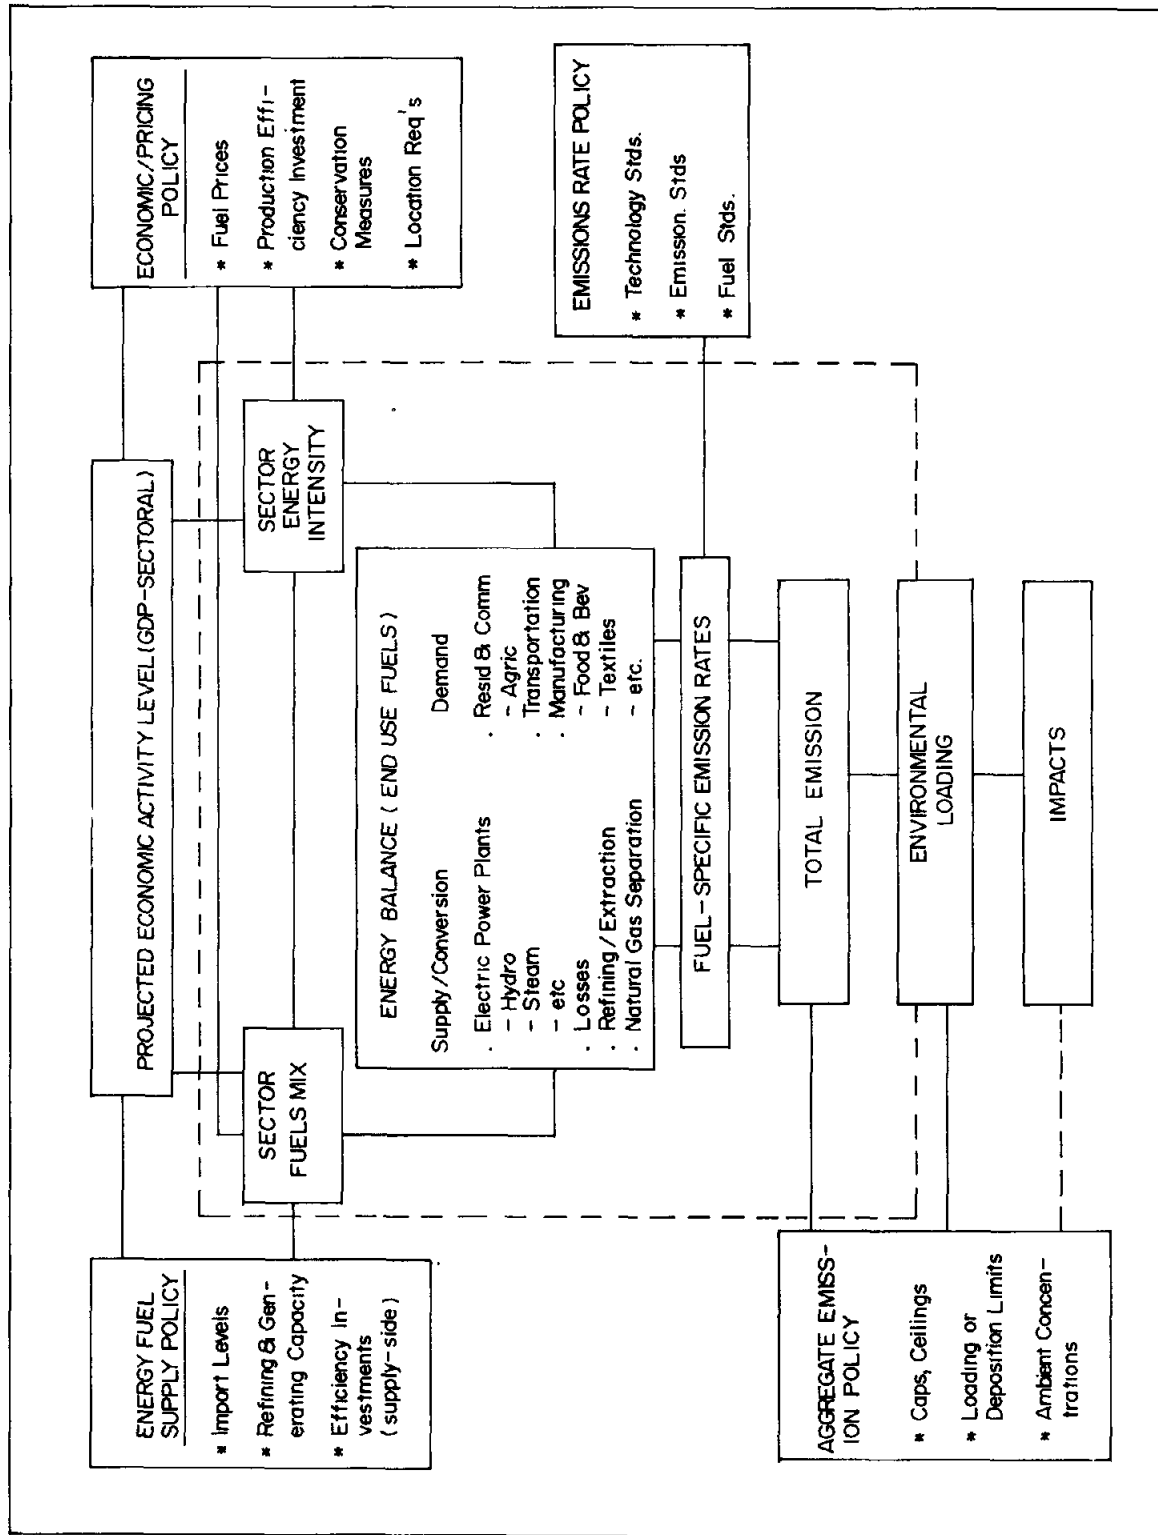 PROJECTED ECONOMIC ACTIVITY LEVEL (GDP-SECTORAL)
ENERGY FUEL
SUPPLY POLICY
* Import Levels
* Refining & Gen-
erating Capacity
* Efficiency In-
vestments
(supply-side)
ECONOMIC/PRICING
POLICY
* Fuel Prices
* Production Effi-
ciency Investment
* Conservation
Measures
* Location Req's
SECTOR
FUELS MIX
SECTOR
ENERGY
INTENSITY
ENERGY BALANCE (END USE FUELS)
Supply/Conversion
. Electric Power Plants
- Hydro
- Steam
- etc
. Losses
. Refining/Extraction
. Natural Gas Separation
Demand
. Resid & Comm
- Agric
. Transportation
. Manufacturing
- Food & Bev
- Textiles
- etc.
EMISSIONS RATE POLICY
* Technology Stds.
* Emission. Stds
* Fuel Stds.
FUEL-SPECIFIC EMISSION RATES
TOTAL EMISSION
AGGREGATE EMISS-
ION POLICY
* Caps, Ceilings
* Loading or
Deposition Limits
* Ambient Concen-
trations
ENVIRONMENTAL
LOADING
IMPACTS